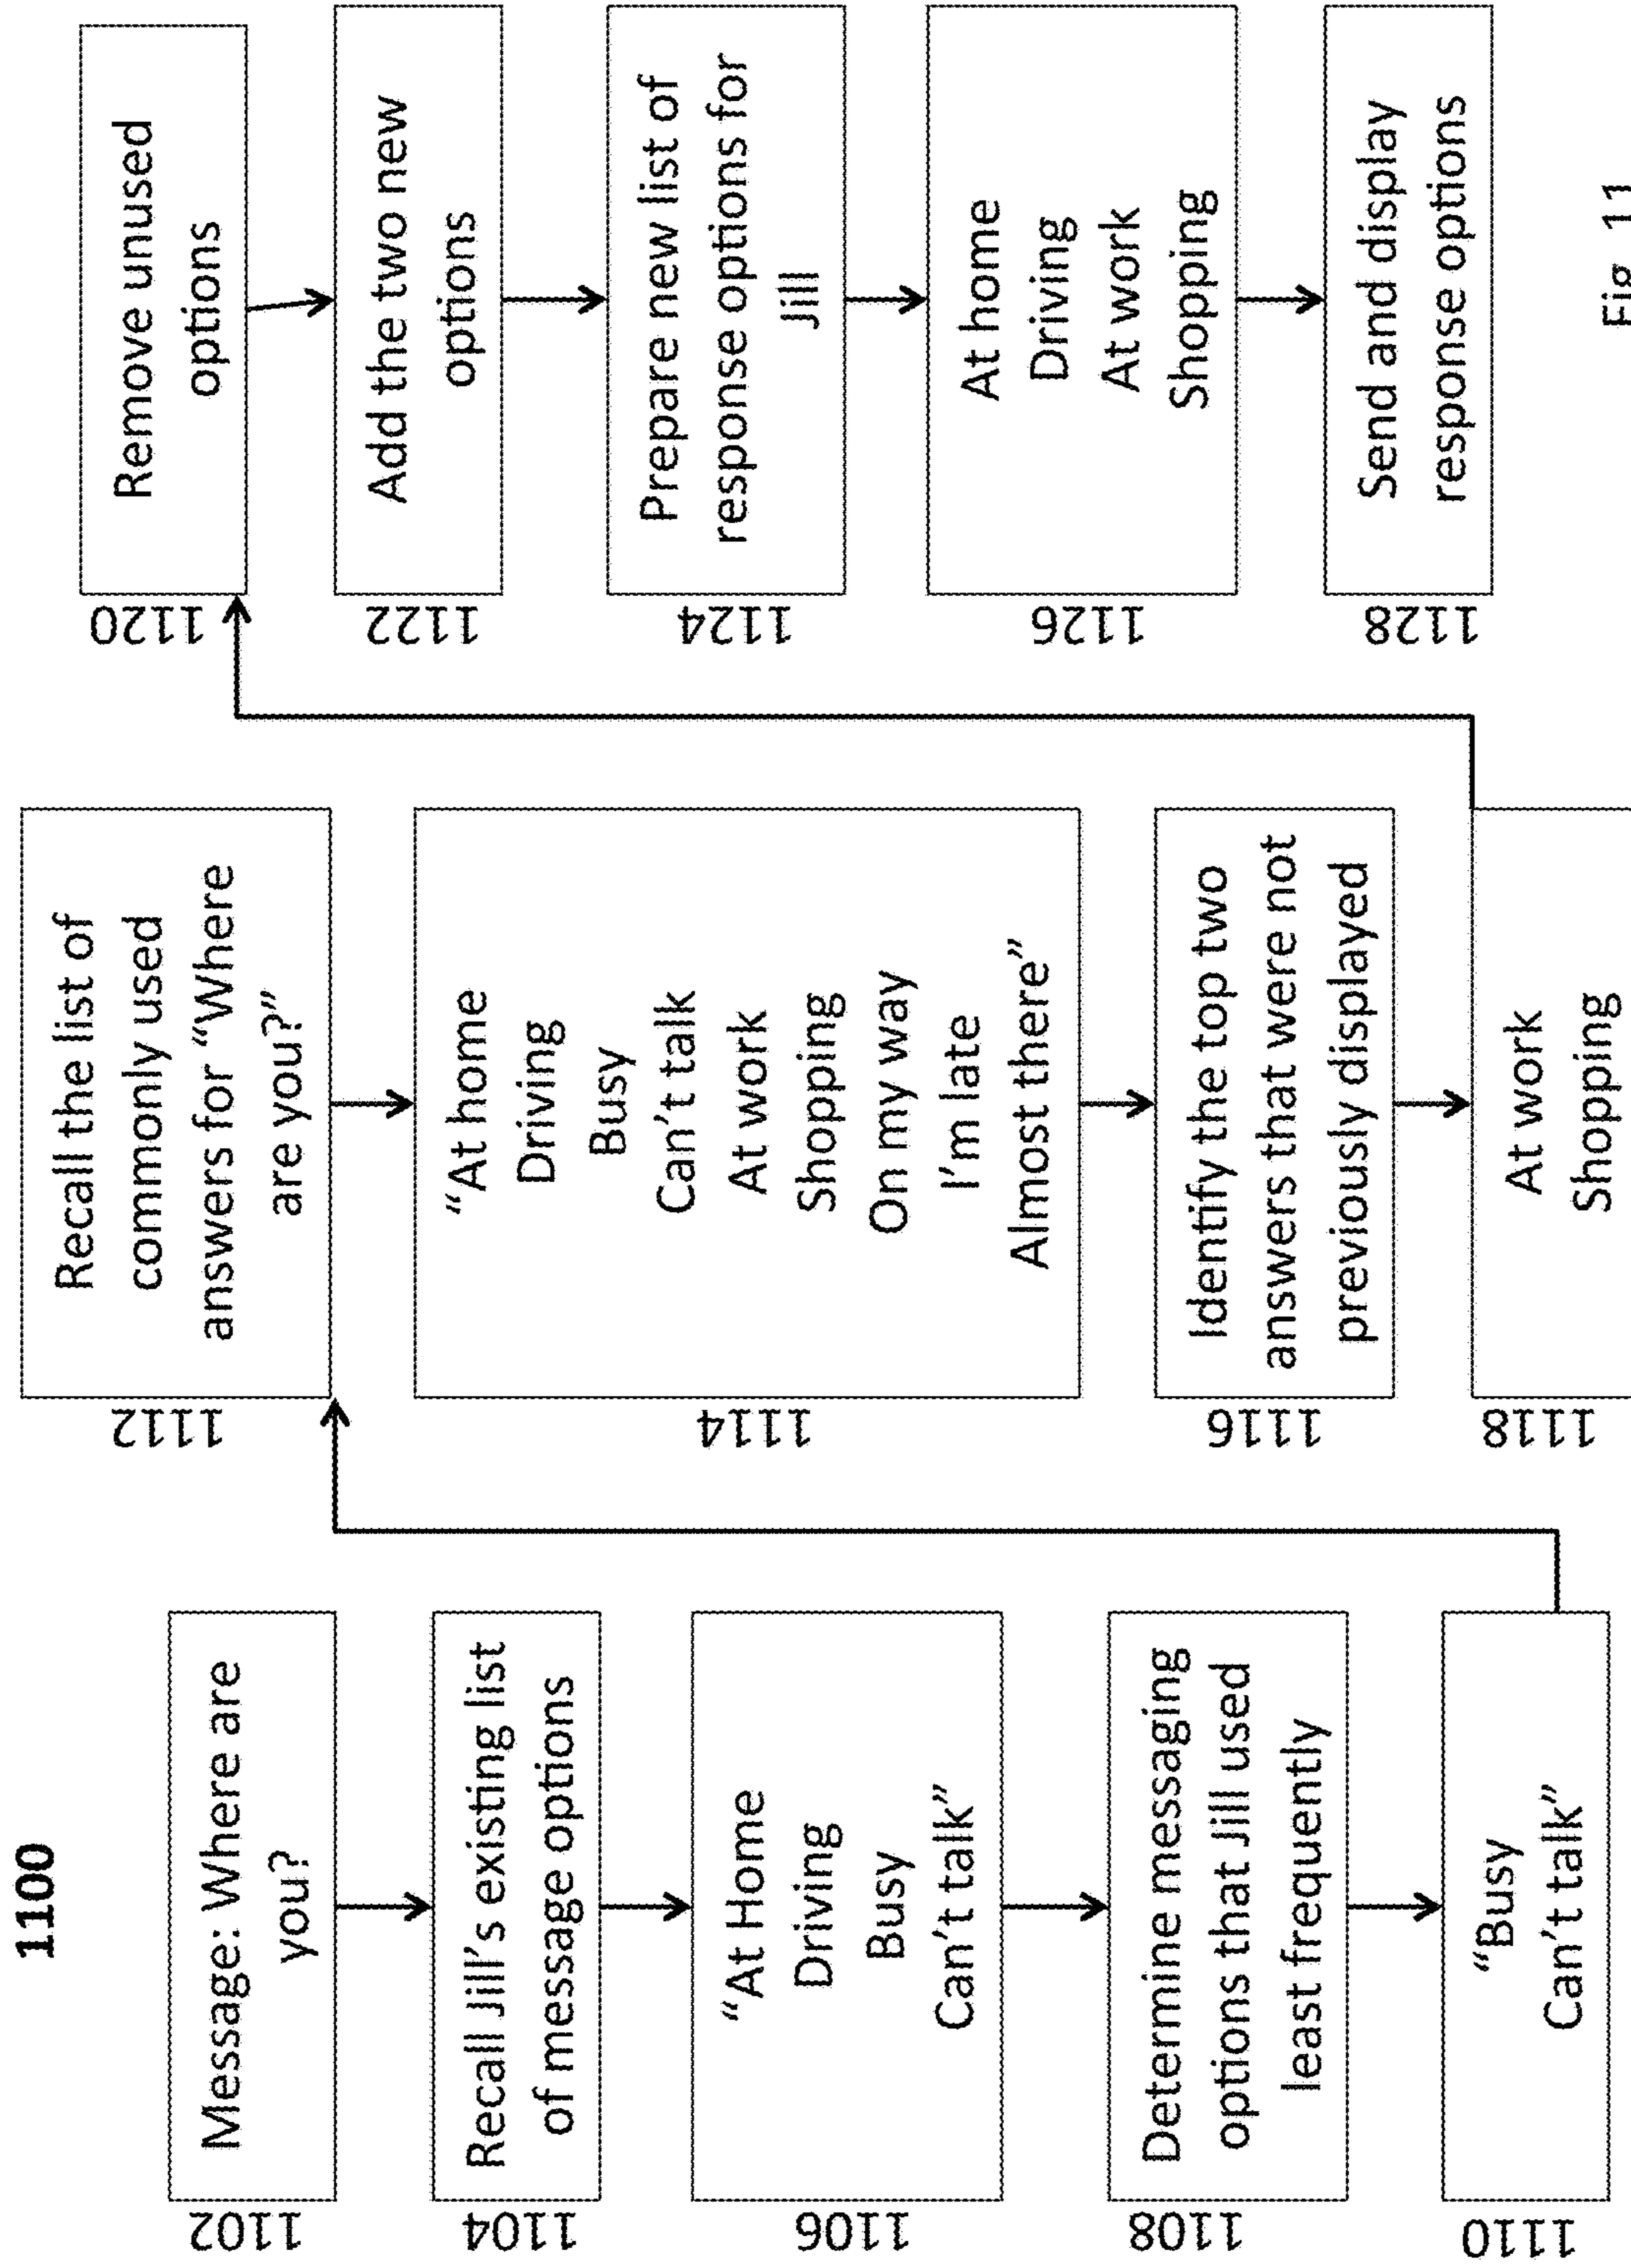 1100
1102
Message: Where are
you?
1104
Recall Jill's existing list
of message options
1106
“At Home
Driving
Busy
Can't talk”
1108
Determine messaging
options that Jill used
least frequently
1110
“Busy
Can't talk”
1112
Recall the list of
commonly used
answers for “Where
are you?”
1114
“At home
Driving
Busy
Can't talk
At work
Shopping
On my way
I'm late
Almost there”
1116
Identify the top two
answers that were not
previously displayed
1118
At work
Shopping
1120
Remove unused
options
1122
Add the two new
options
1124
Prepare new list of
response options for
Jill
1126
At home
Driving
At work
Shopping
1128
Send and display
response options
Fig. 11